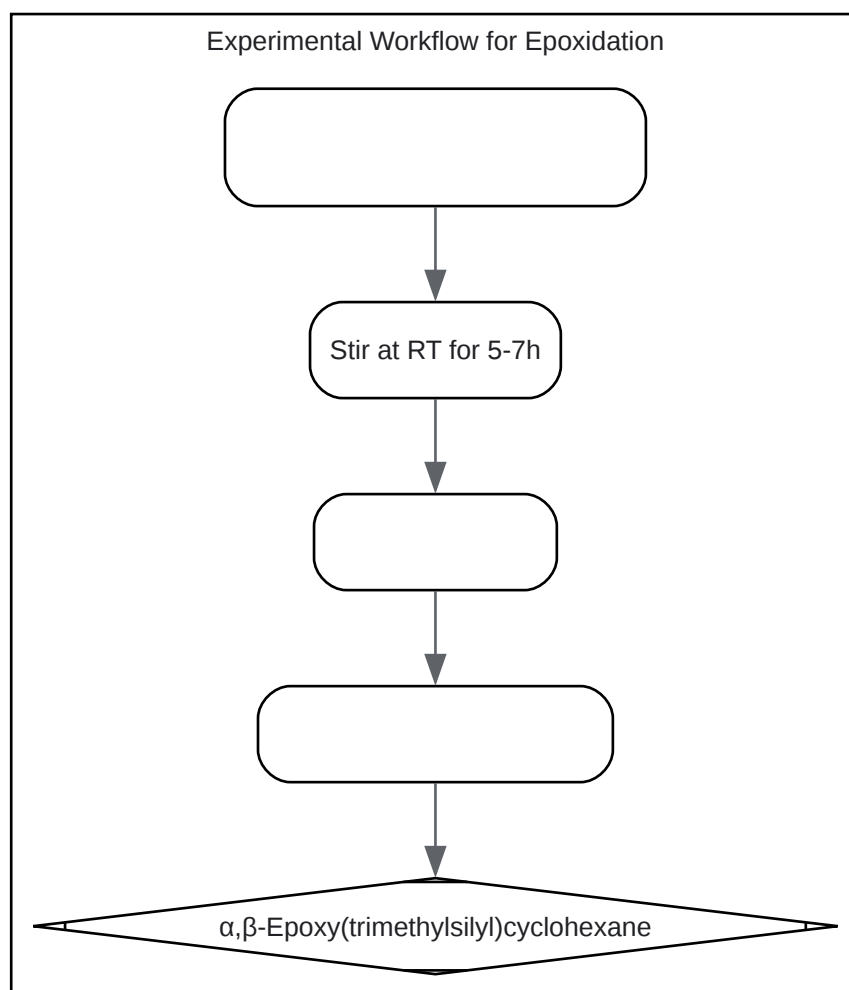 Experimental Workflow for Epoxidation
Stir at RT for 5-7h
α,β-Epoxy(trimethylsilyl)cyclohexane